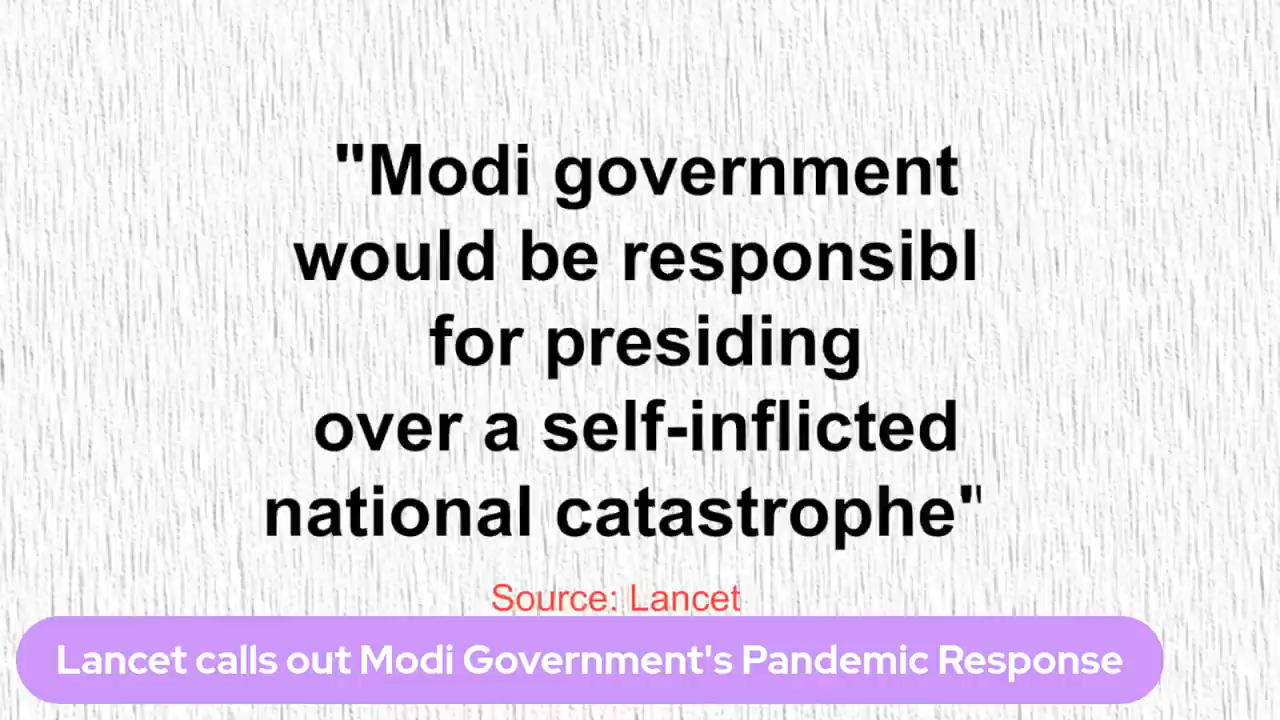 "Modi government
would be responsibl
for presiding
over a self-inflicted
national catastrophe"
Source: Lancet
Lancet calls out Modi Government's Pandemic Response